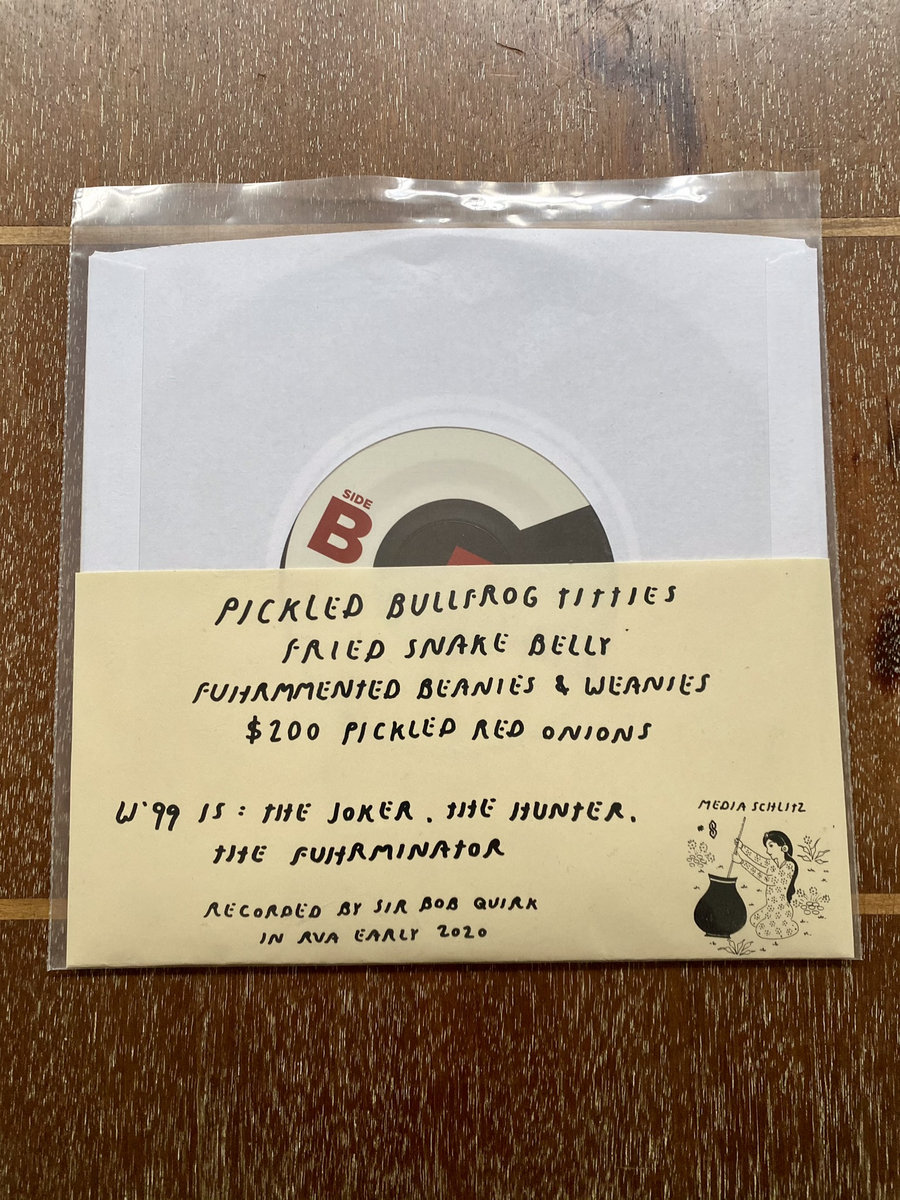 SIDE
B
PICKLED BULLFROG TITTIES
FRIED SNAKE BELLY
FUHRMMENTED BEANIES & WEANIES
$200 PICKLED RED ONIONS
W'99 IS: THE JOKER, THE HUNTER,
THE FUHRMINATOR
MEDIA SCHLITZ
RECORDED BY SIR BOB QUIRK
IN RVA EARLY 2020